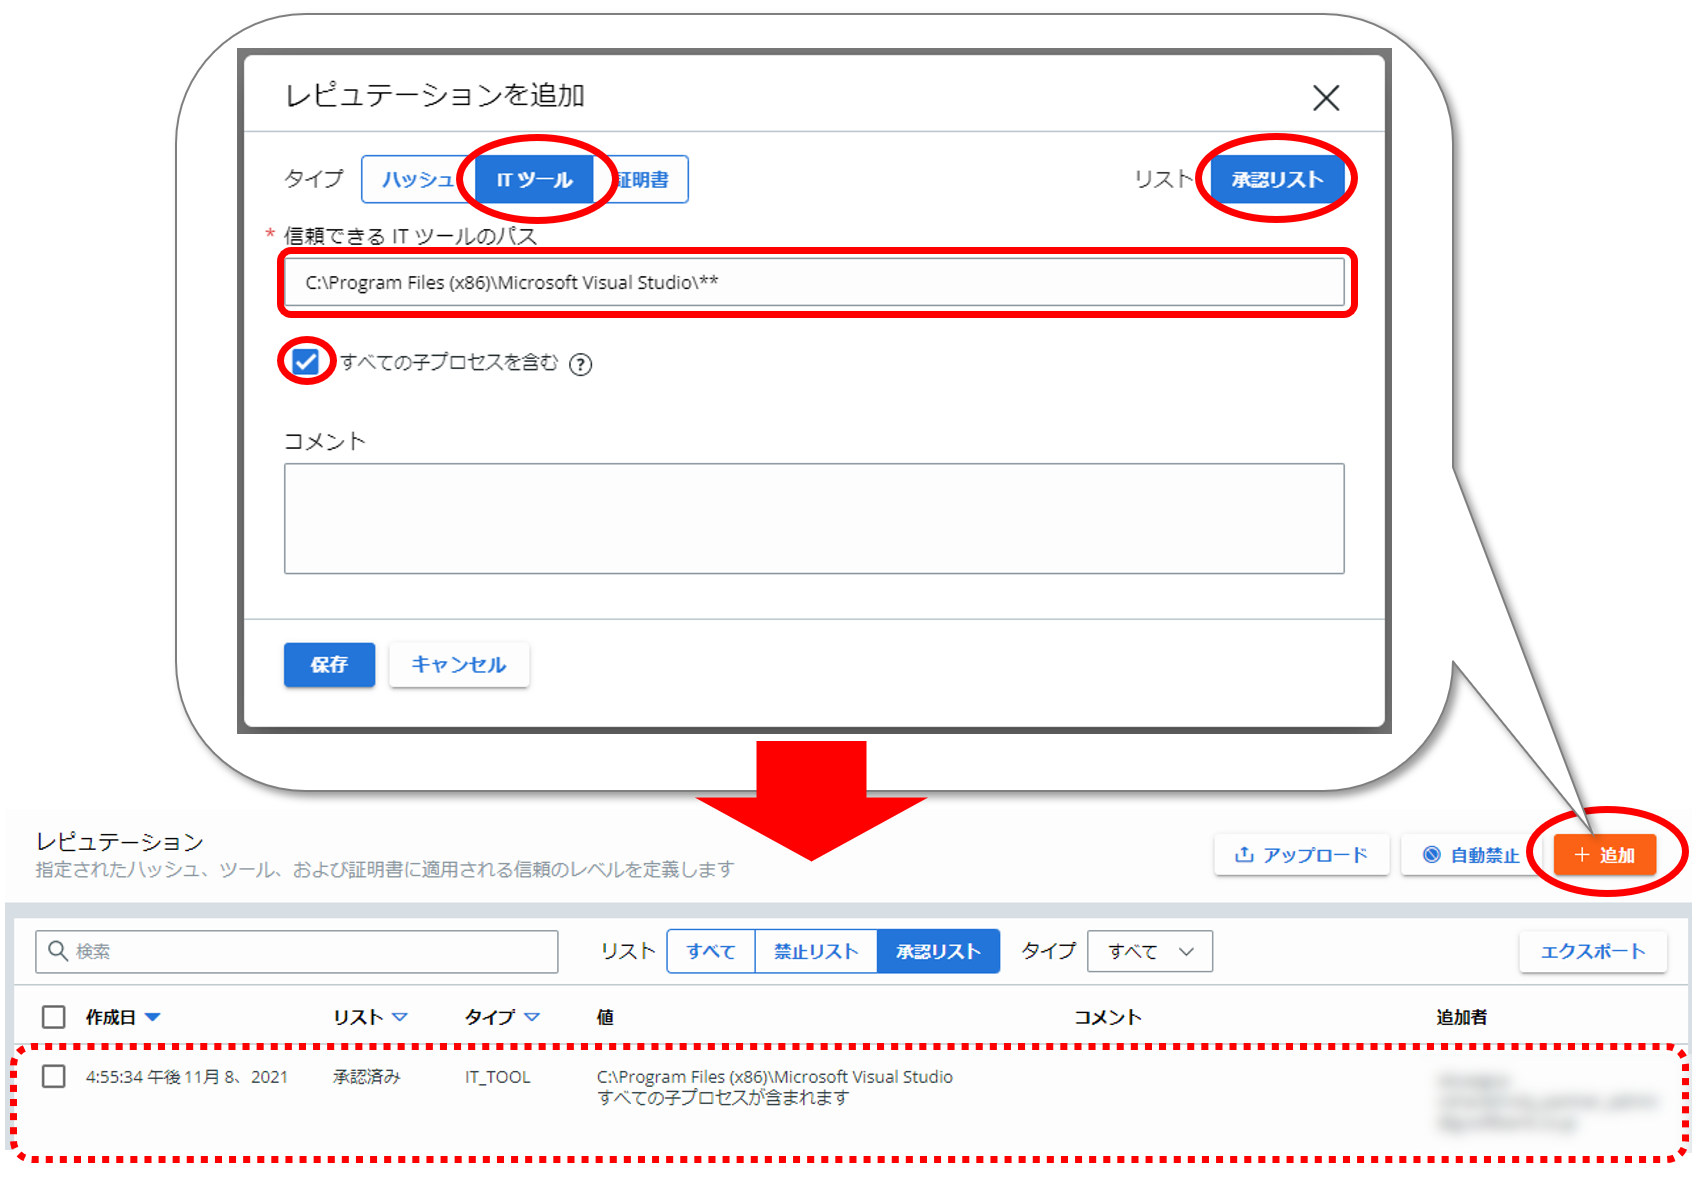 レピュテーションを追加
タイプ ハッシュ IT ツール 証明書 リスト 承認リスト
* 信頼できる IT ツールのパス
C:\Program Files (x86)\Microsoft Visual Studio\**
すべての子プロセスを含む ?
コメント
保存 キャンセル
レピュテーション
指定されたハッシュ、ツール、および証明書に適用される信頼のレベルを定義します
アップロード 自動禁止 + 追加
検索 リスト すべて 禁止リスト 承認リスト タイプ すべて エクスポート
作成日 リスト タイプ 値 コメント 追加者
4:55:34 午後 11月 8、2021 承認済み IT_TOOL C:\Program Files (x86)\Microsoft Visual Studio
すべての子プロセスが含まれます